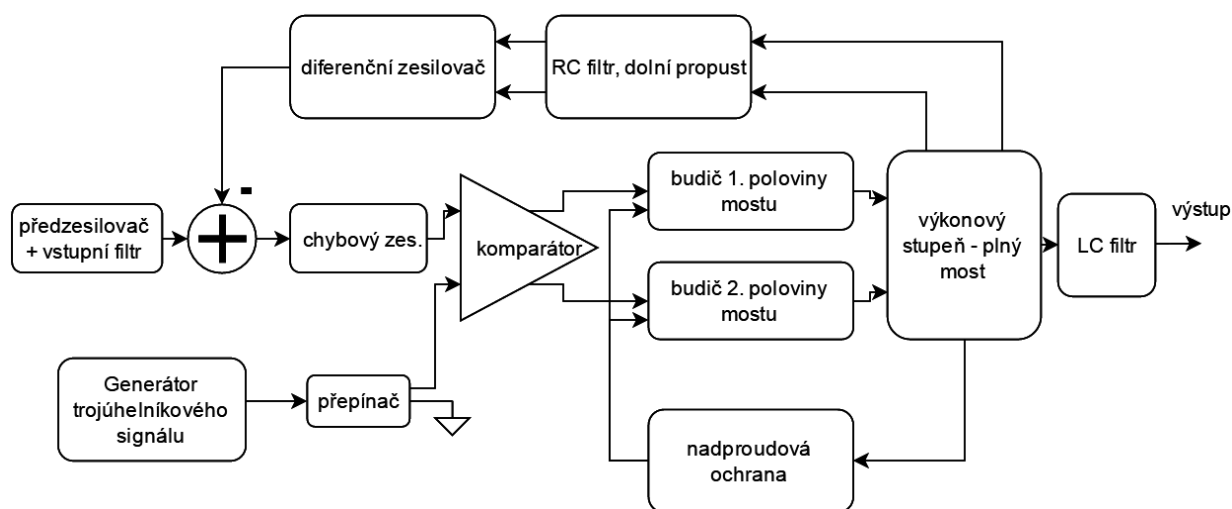 diferenční zesilovač
RC filtr, dolní propust
-
předzesilovač
+ vstupní filtr
+
chybový zes.
komparátor
budič 1. poloviny
mostu
budič 2. poloviny
mostu
výkonový
stupeň - plný
most
LC filtr
výstup
Generátor
trojúhelníkového
signálu
přepínač
nadproudová
ochrana